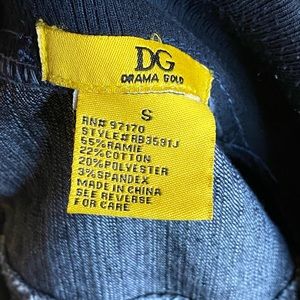 DG
DRAMA GOLD
S
RN# 97170
STYLE#RB3591J
55%RAMIE
22%COTTON
20%POLYESTER
3%SPANDEX
MADE IN CHINA
SEE REVERSE
FOR CARE